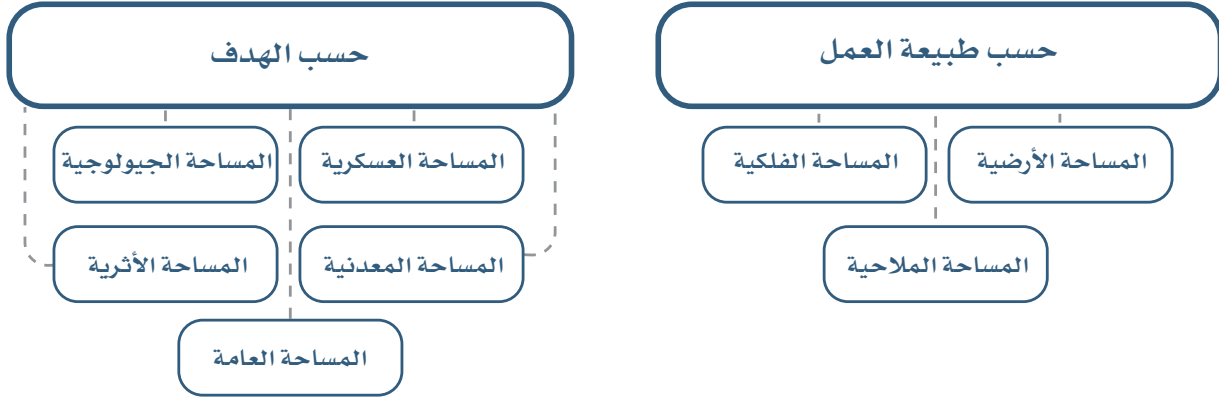 حسب طبيعة العمل
المساحة الأرضية
المساحة الفلكية
المساحة الملاحية
حسب الهدف
المساحة العسكرية
المساحة الجيولوجية
المساحة المعدنية
المساحة الأثرية
المساحة العامة